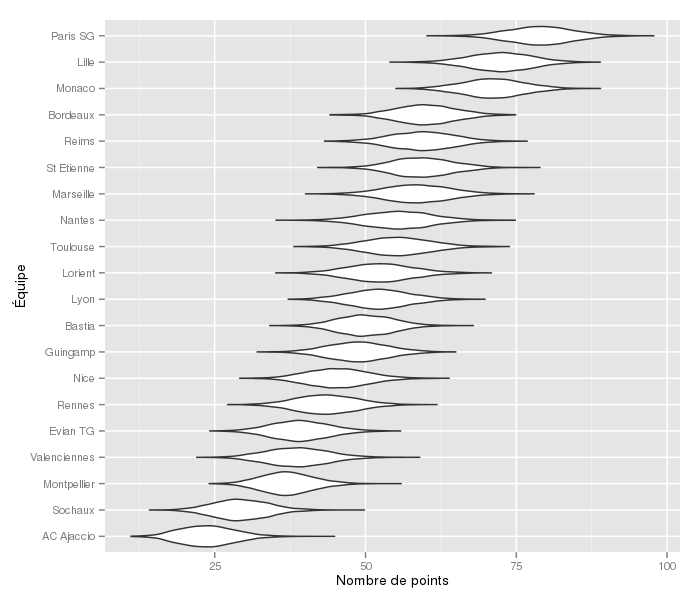 Équipe
Paris SG
Lille
Monaco
Bordeaux
Reims
St Etienne
Marseille
Nantes
Toulouse
Lorient
Lyon
Bastia
Guingamp
Nice
Rennes
Evian TG
Valenciennes
Montpellier
Sochaux
AC Ajaccio
25 50 75 100
Nombre de points